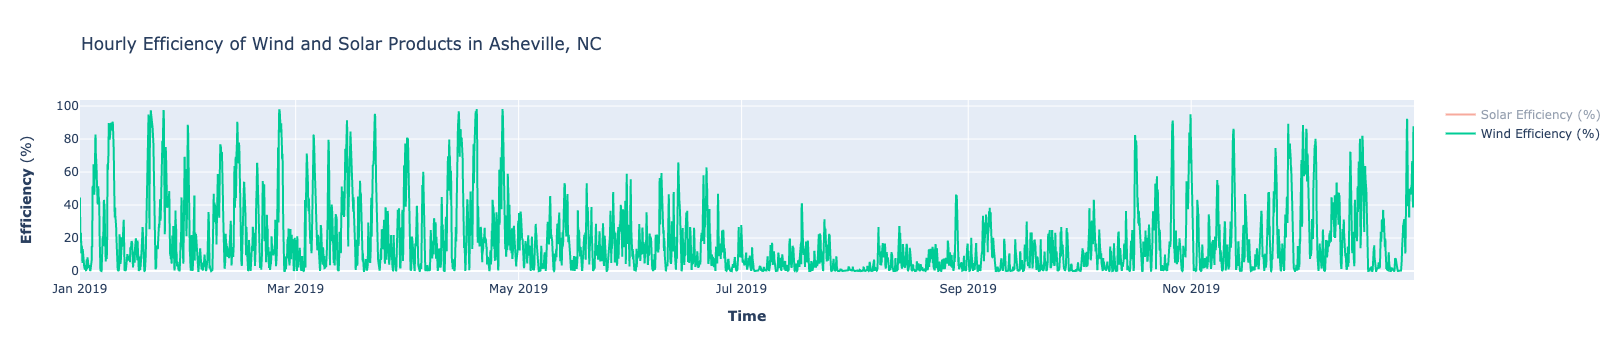 Hourly Efficiency of Wind and Solar Products in Asheville, NC
Efficiency (%)
100
80
60
40
20
0
Jan 2019
Mar 2019
May 2019
Jul 2019
Sep 2019
Nov 2019
Time
Solar Efficiency (%)
Wind Efficiency (%)